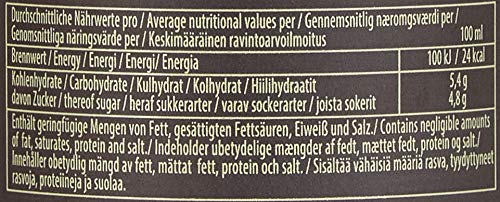 Durchschnittliche Nährwerte pro / Average nutritional values per / Gennemsnitlig næromgsværdi per /
Genomsnittliga näringsvärde per / Keskimääräinen ravintoarvoilmoitus 100 ml
Brennwert / Energy / Energi / Energi / Energia 100 kJ / 24 kcal
Kohlenhydrate / Carbohydrate / Kulhydrat / Kolhydrat / Hiilihydraatit 5,4 g
davon Zucker / thereof sugar / heraf sukkerarter / varav sockerarter / joista sokerit 4,8 g
Enthält geringfügige Mengen von Fett, gesättigten Fettsäuren, Eiweiß und Salz./ Contains negligible amounts
of fat, saturates, protein and salt./ Indeholder ubetydelige mængder af fedt, mættet fedt, protein og salt./
Innehåller obetydlig mängd av fett, mättat fett, protein och salt. / Sisältää vähäisiä määriä rasva, tyydyttyneet
rasvoja, proteiineja ja suolaa.